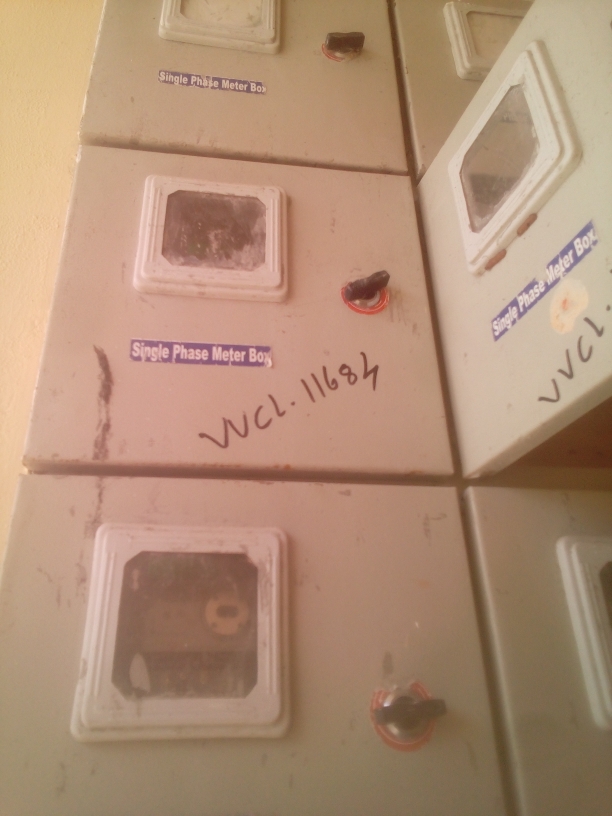 Single Phase Meter Box
Single Phase Meter Box
VVCL.11684
Single Phase Meter Box
VVCL.